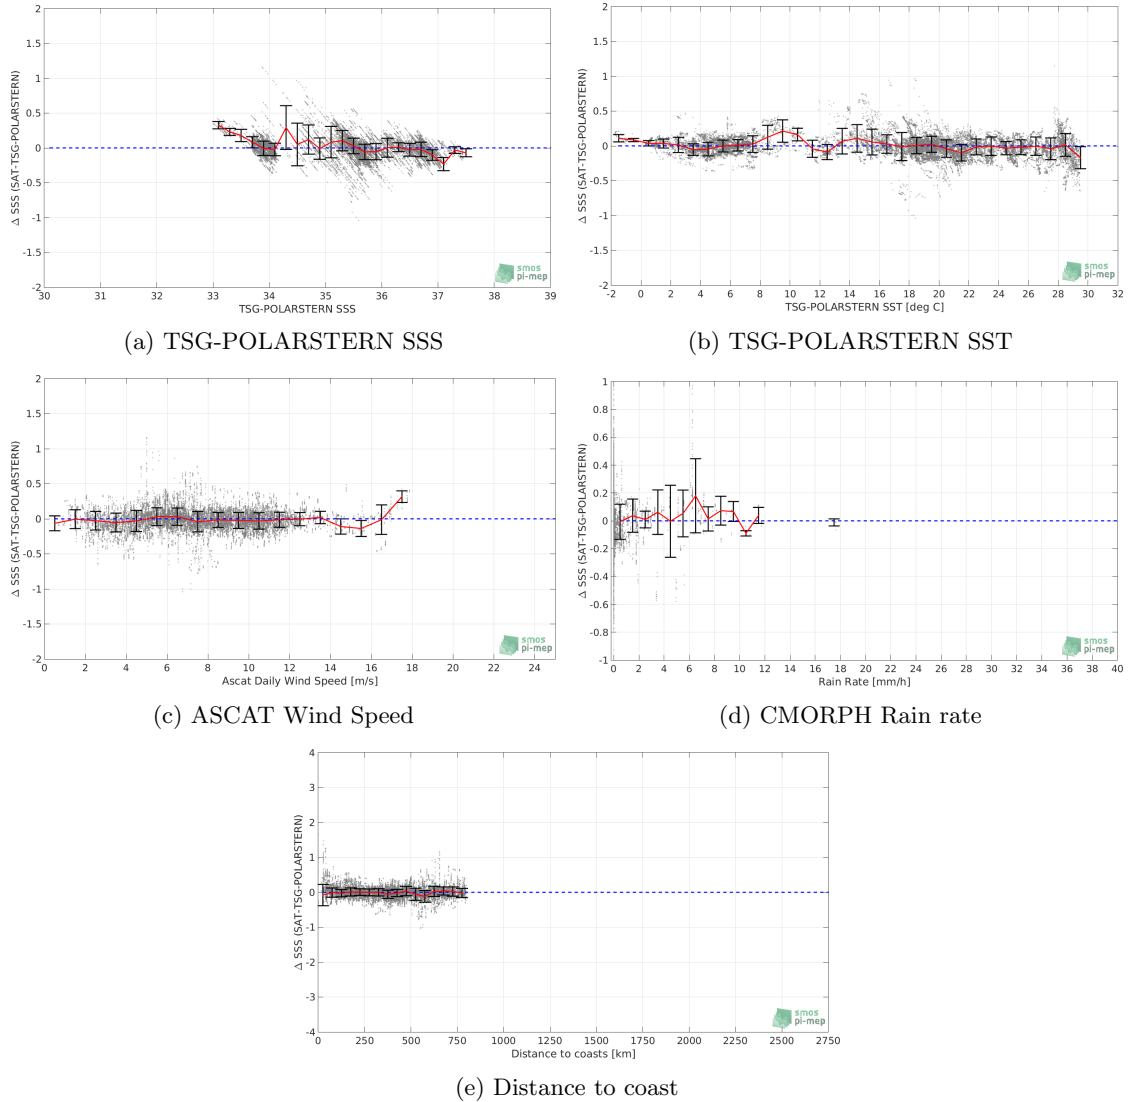 2
1.5
1
0.5
0
-0.5
-1
-1.5
-2
Δ SSS (SAT-TSG-POLARSTERN)
30 31 32 33 34 35 36 37 38 39
TSG-POLARSTERN SSS
smos
pi-mep
(a) TSG-POLARSTERN SSS
2
1.5
1
0.5
0
-0.5
-1
-1.5
-2
Δ SSS (SAT-TSG-POLARSTERN)
-2 0 2 4 6 8 10 12 14 16 18 20 22 24 26 28 30 32
TSG-POLARSTERN SST [deg C]
smos
pi-mep
(b) TSG-POLARSTERN SST
2
1.5
1
0.5
0
-0.5
-1
-1.5
-2
Δ SSS (SAT-TSG-POLARSTERN)
0 2 4 6 8 10 12 14 16 18 20 22 24
Ascat Daily Wind Speed [m/s]
smos
pi-mep
(c) ASCAT Wind Speed
1
0.8
0.6
0.4
0.2
0
-0.2
-0.4
-0.6
-0.8
-1
Δ SSS (SAT-TSG-POLARSTERN)
0 2 4 6 8 10 12 14 16 18 20 22 24 26 28 30 32 34 36 38 40
Rain Rate [mm/h]
smos
pi-mep
(d) CMORPH Rain rate
4
3
2
1
0
-1
-2
-3
-4
Δ SSS (SAT-TSG-POLARSTERN)
0 250 500 750 1000 1250 1500 1750 2000 2250 2500 2750
Distance to coasts [km]
smos
pi-mep
(e) Distance to coast